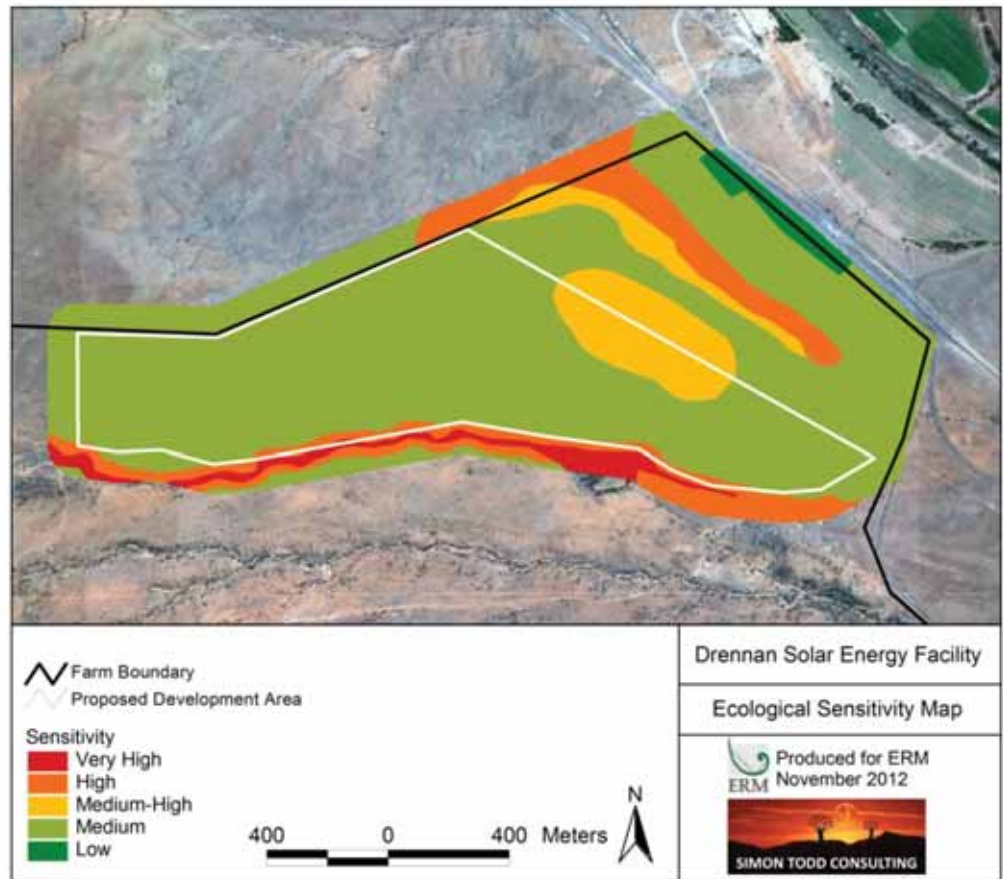 Farm Boundary
Proposed Development Area
Sensitivity
Very High
High
Medium-High
Medium
Low
400 0 400 Meters
N
Drennan Solar Energy Facility
Ecological Sensitivity Map
ERM
Produced for ERM
November 2012
SIMON TODD CONSULTING